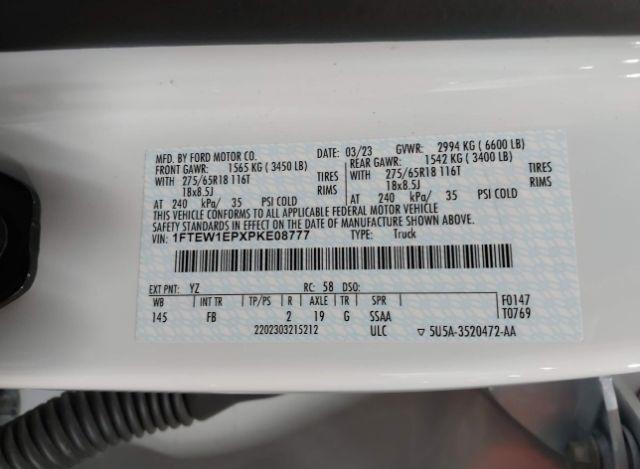 MFD. BY FORD MOTOR CO.
DATE: 03/23 GVWR: 2994 KG ( 6600 LB)
FRONT GAWR: 1565 KG ( 3450 LB) REAR GAWR: 1542 KG ( 3400 LB)
WITH 275/65R18 116T TIRES WITH 275/65R18 116T TIRES
18x8.5J RIMS 18x8.5J RIMS
AT 240 kPa/ 35 PSI COLD AT 240 kPa/ 35 PSI COLD
THIS VEHICLE CONFORMS TO ALL APPLICABLE FEDERAL MOTOR VEHICLE
SAFETY STANDARDS IN EFFECT ON THE DATE OF MANUFACTURE SHOWN ABOVE.
VIN: 1FTEW1EPXPKE08777 TYPE: Truck
EXT PNT: YZ RC: 58 DSO:
WB INT TR TP/PS R AXLE TR SPR F0147
145 FB 2 19 G SSAA T0769
2202303215212 ULC ▽ 5U5A-3520472-AA